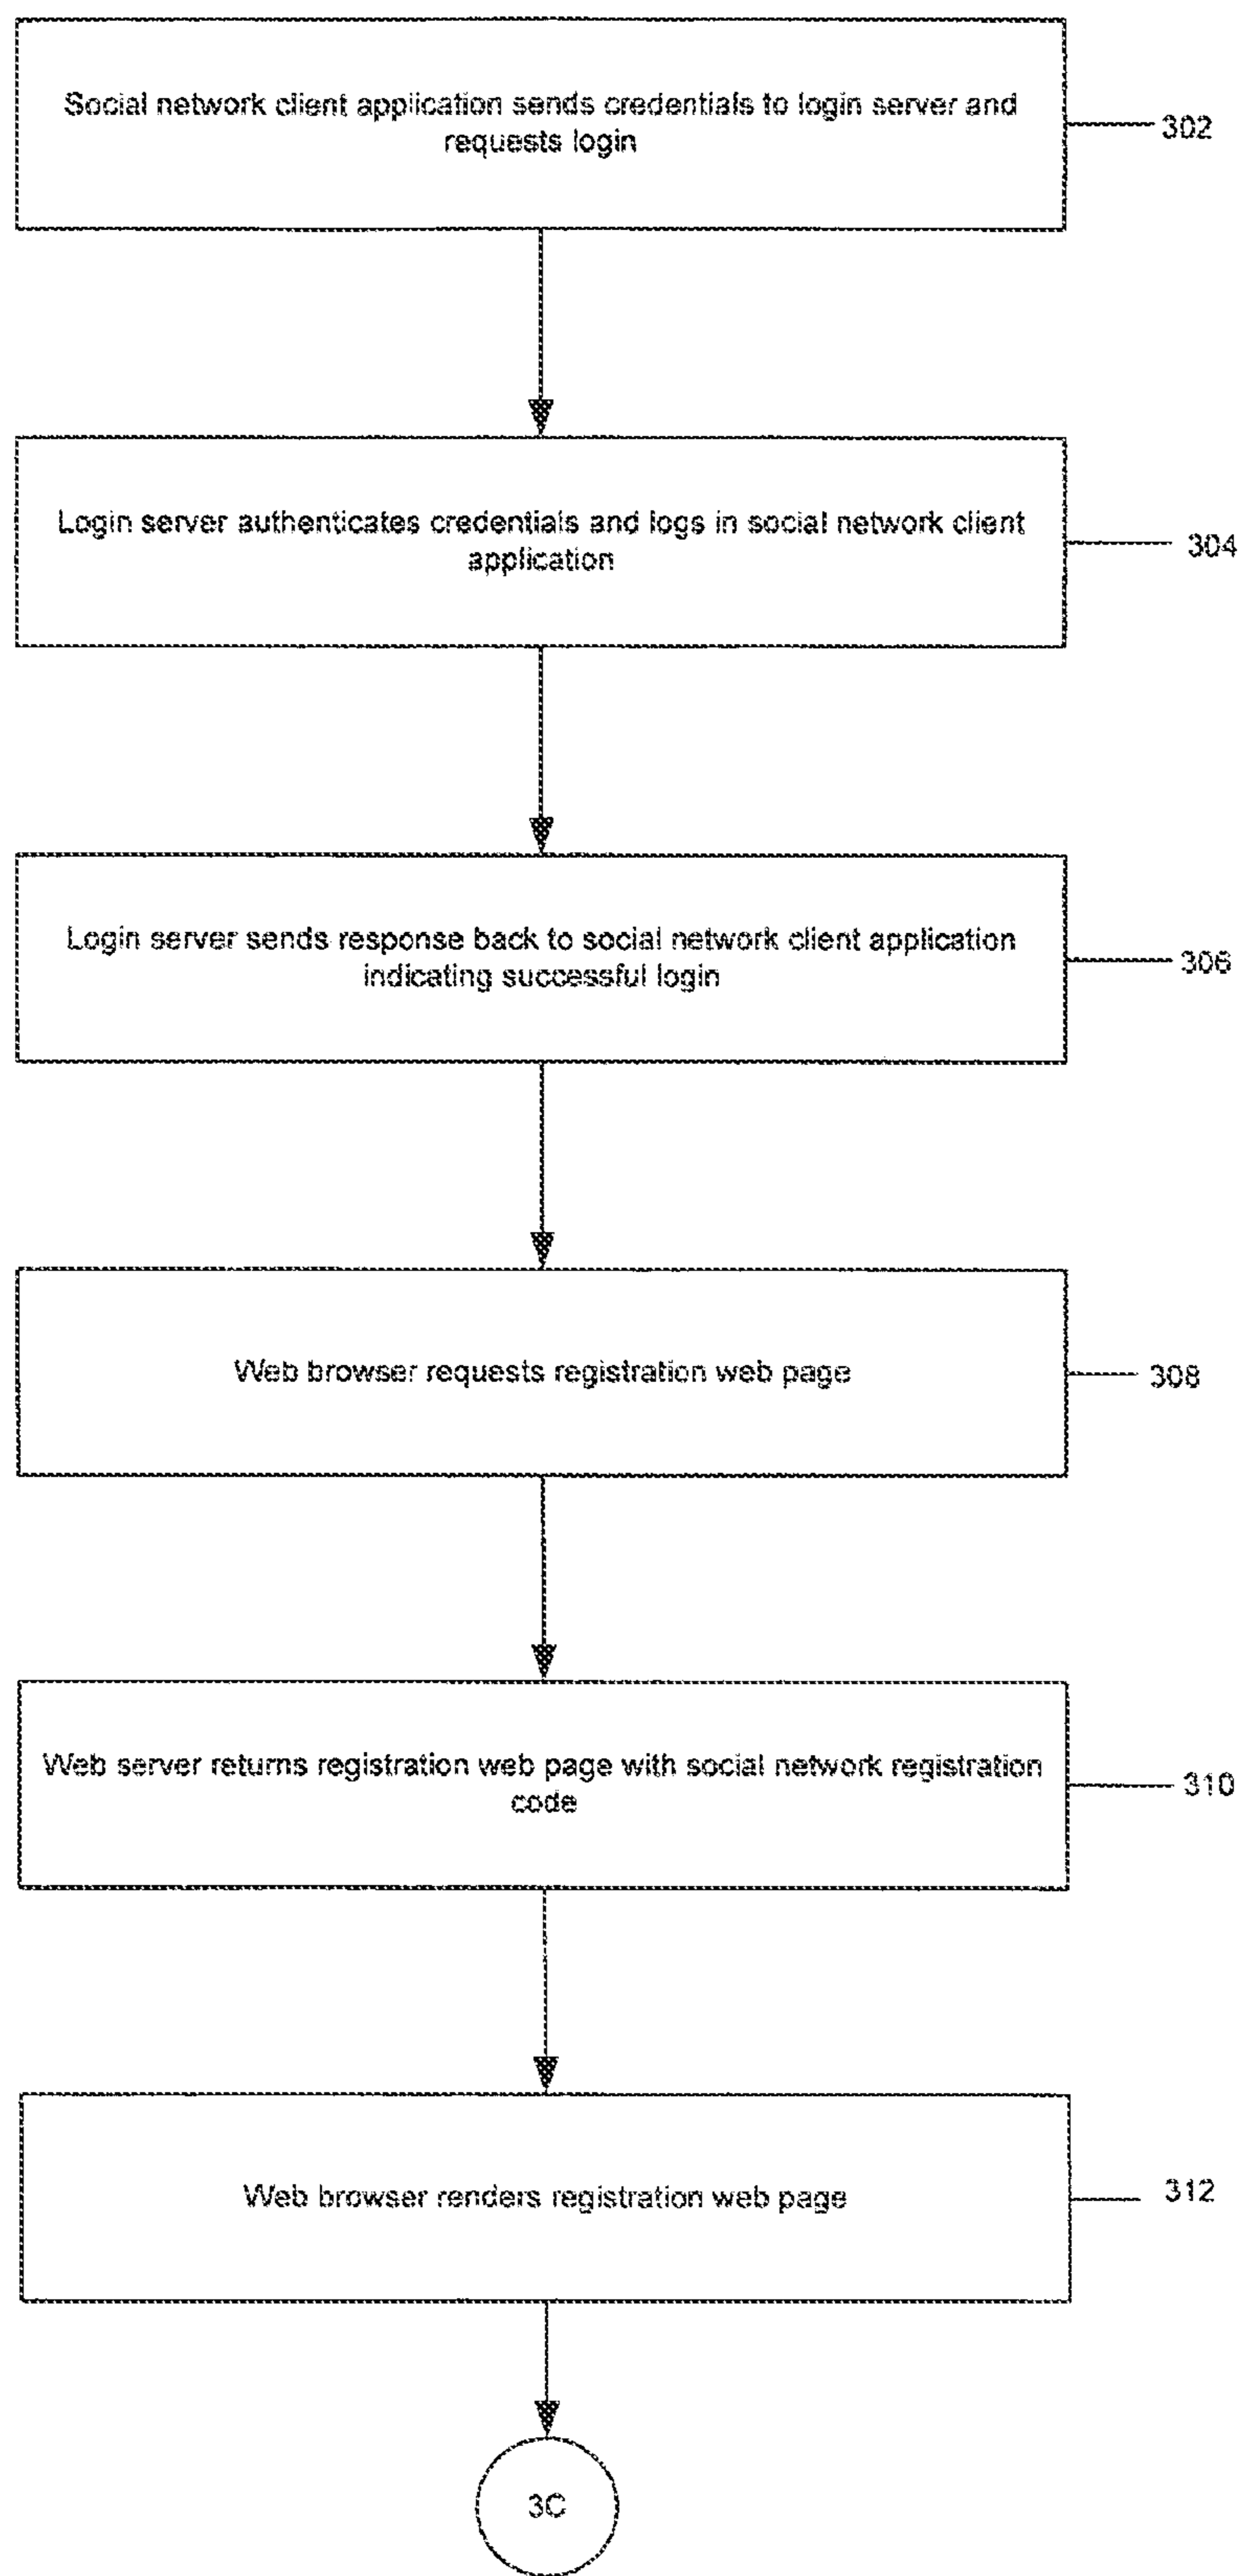 Social network client application sends credentials to login server and
requests login
302
Login server authenticates credentials and logs in social network client
application
304
Login server sends response back to social network client application
indicating successful login
306
Web browser requests registration web page
308
Web server returns registration web page with social network registration
code
310
Web browser renders registration web page
312
3C